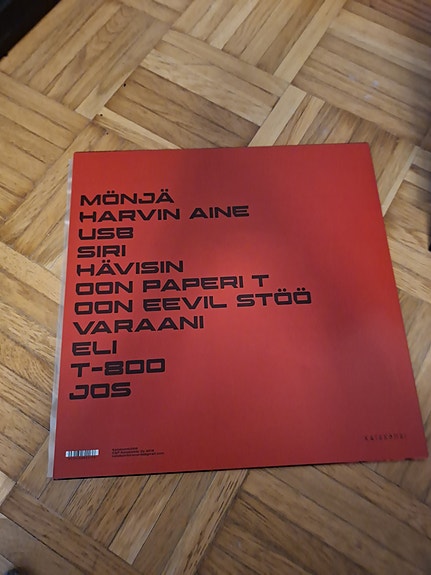 MÖNJÄ
HARVIN AINE
USB
SIRI
HÄVISIN
OON PAPERI T
OON EEVIL STÖÖ
VARAANI
ELI
T-800
JOS